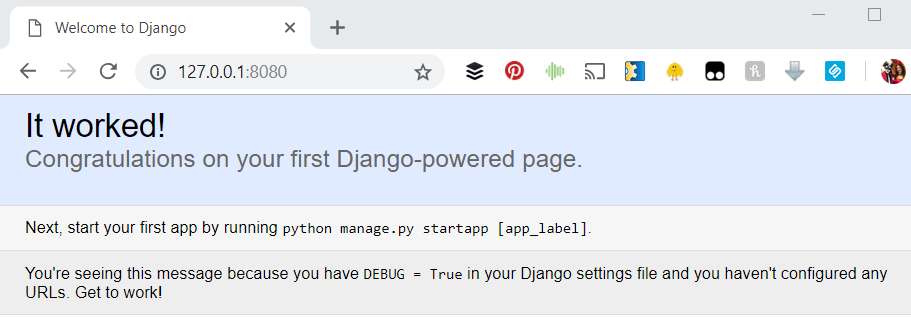 Welcome to Django
127.0.0.1:8080
It worked!
Congratulations on your first Django-powered page.
Next, start your first app by running python manage.py startapp [app_label].
You're seeing this message because you have DEBUG = True in your Django settings file and you haven't configured any
URLs. Get to work!